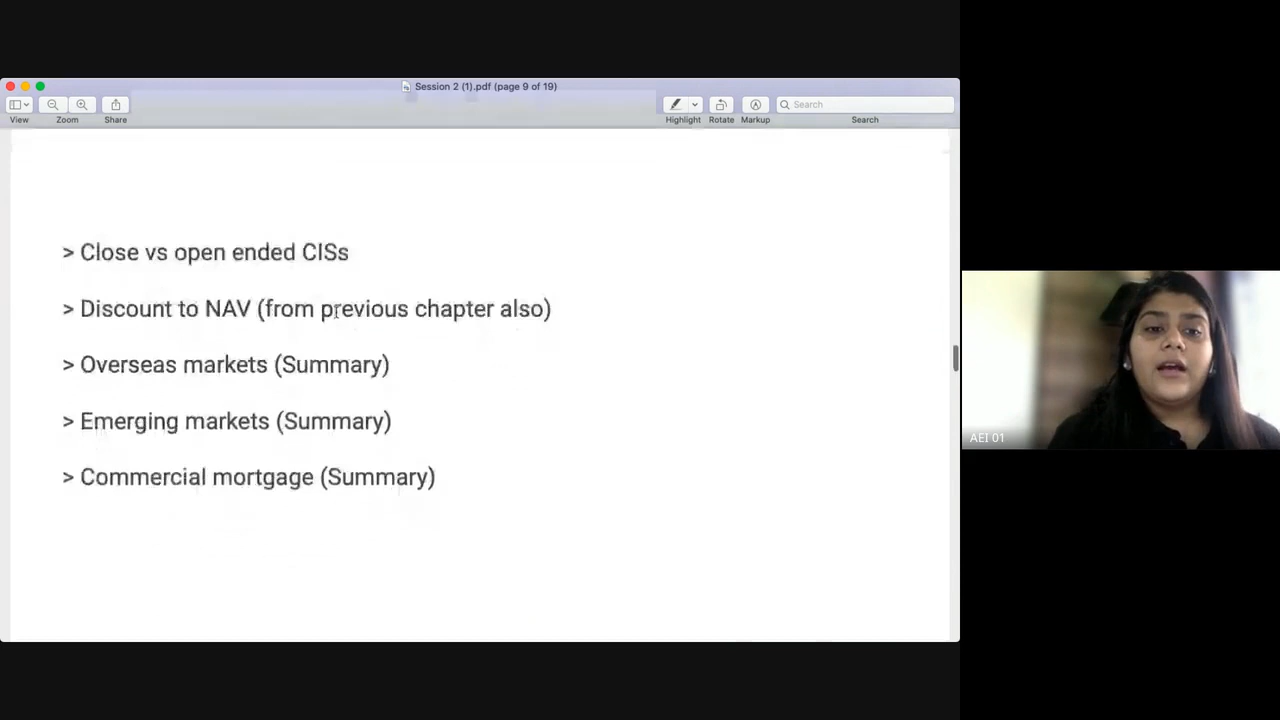 Session 2 (1).pdf (page 9 of 19)
View
Zoom
Share
Highlight
Rotate
Markup
Search
Search
> Close vs open ended CISs
> Discount to NAV (from previous chapter also)
> Overseas markets (Summary)
> Emerging markets (Summary)
> Commercial mortgage (Summary)
AEI 01